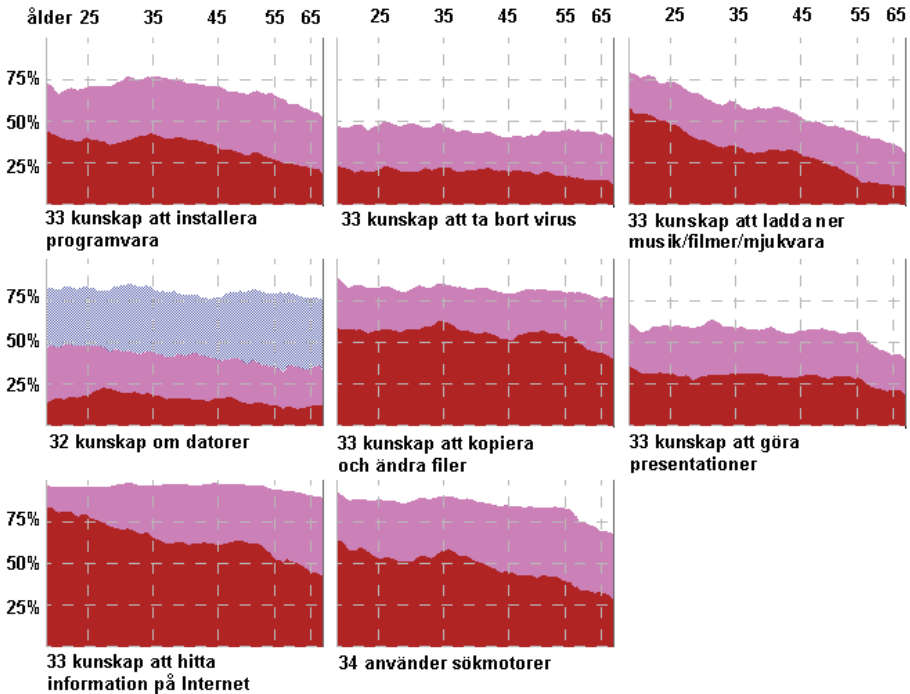 ålder 25 35 45 55 65 25 35 45 55 65 25 35 45 55 65
75%
50%
25%
33 kunskap att installera
programvara
33 kunskap att ta bort virus
33 kunskap att ladda ner
musik/filmer/mjukvara
75%
50%
25%
32 kunskap om datorer
33 kunskap att kopiera
och ändra filer
33 kunskap att göra
presentationer
75%
50%
25%
33 kunskap att hitta
information på Internet
34 använder sökmotorer